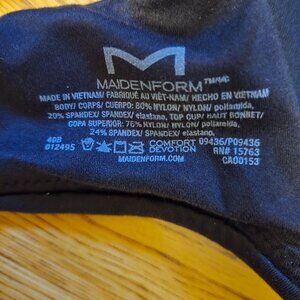 M
MAIDENFORM
MADE IN VIETNAM/ FABRIQUÉ AU VIÊT-NAM/ HECHO EN VIETNAM
BODY/ CORPS/ CUERPO: 80% NYLON/ NYLON/ poliamida,
20% SPANDEX/ SPANDEX/ elastano, TOP CUP/ HAUT BONNET/
COPA SUPERIOR: 76% NYLON/ NYLON/ poliamida,
24% SPANDEX/ SPANDEX/ elastano.
40B COMFORT 09436/P09436
012495 DEVOTION RN# 15763
MAIDENFORM.COM CA00153